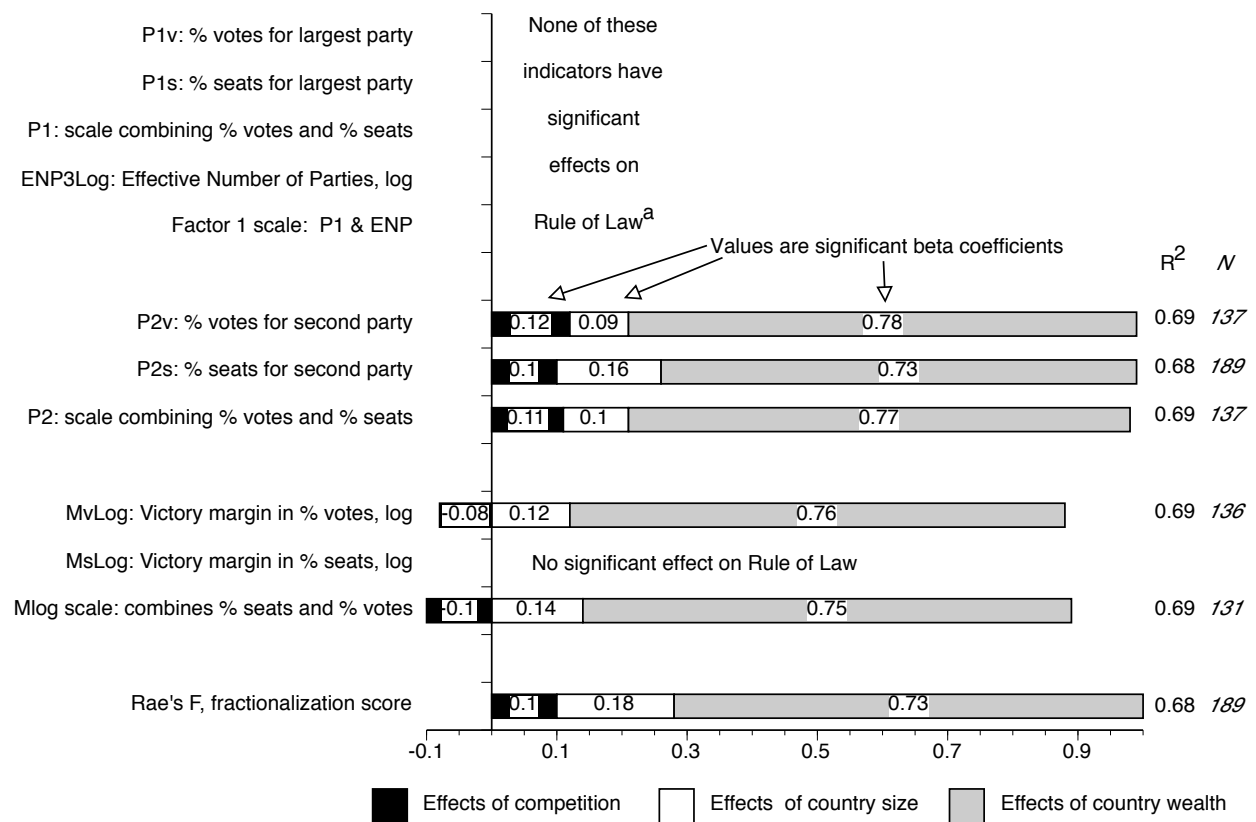 P1v: % votes for largest party
None of these
P1s: % seats for largest party
indicators have
P1: scale combining % votes and % seats
significant
ENP3Log: Effective Number of Parties, log
effects on
Factor 1 scale:  P1 & ENP
Rule of Law a
Values are significant beta coefficients
R2 N
P2v: % votes for second party 0.12 0.09 0.78 0.69 137
P2s: % seats for second party 0.1 0.16 0.73 0.68 189
P2: scale combining % votes and % seats 0.11 0.1 0.77 0.69 137
MvLog: Victory margin in % votes, log -0.08 0.12 0.76 0.69 136
MsLog: Victory margin in % seats, log No significant effect on Rule of Law
Mlog scale: combines % seats and % votes -0.1 0.14 0.75 0.69 131
Rae's F, fractionalization score 0.1 0.18 0.73 0.68 189
-0.1 0.1 0.3 0.5 0.7 0.9
Effects of competition Effects of country size Effects of country wealth